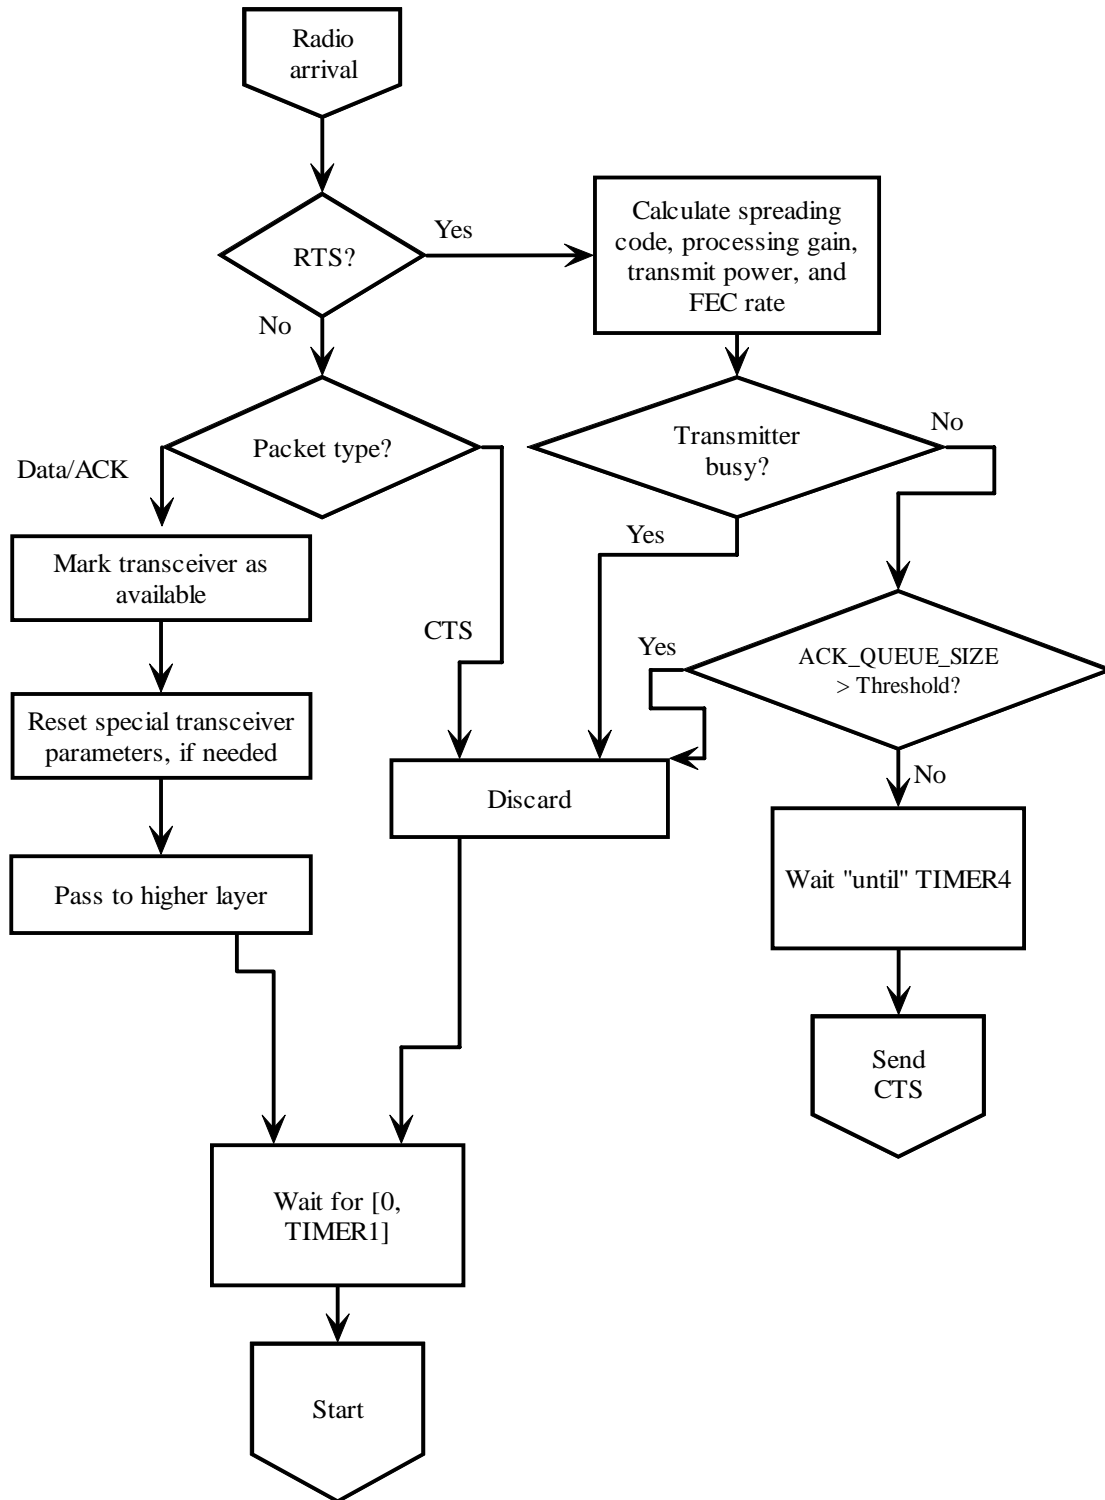 Radio
arrival
RTS?
Yes
Calculate spreading
code, processing gain,
transmit power, and
FEC rate
No
Packet type?
Transmitter
busy?
No
Data/ACK
Yes
Mark transceiver as
available
CTS
Yes
ACK_QUEUE_SIZE
> Threshold?
Reset special transceiver
parameters, if needed
Discard
No
Pass to higher layer
Wait "until" TIMER4
Send
CTS
Wait for [0,
TIMER1]
Start